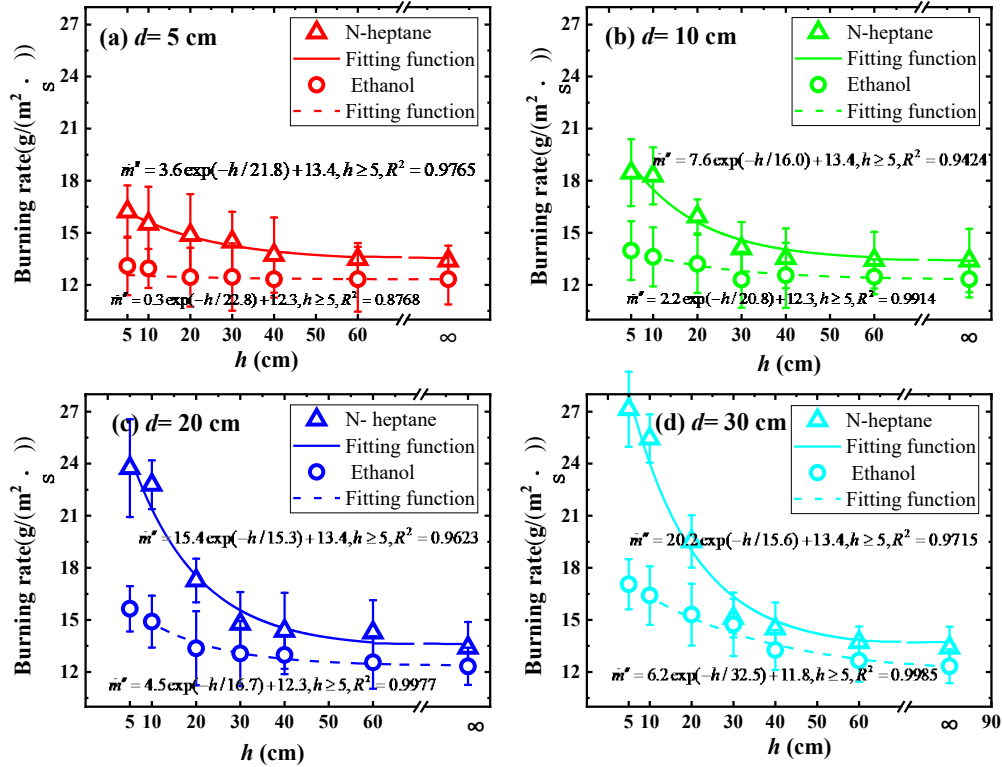 (a) d= 5 cm
N-heptane
Fitting function
Ethanol
Fitting function
ṁ″ = 3.6 exp(−h / 21.8) + 13.4, h ≥ 5, R² = 0.9765
ṁ″ = 0.3 exp(−h / 22.8) + 12.3, h ≥ 5, R² = 0.8768
Burning rate(g/(m² · s))
27
24
21
18
15
12
5 10 20 30 40 60 ∞
h (cm)
(b) d= 10 cm
N-heptane
Fitting function
Ethanol
Fitting function
ṁ″ = 7.6 exp(−h / 16.0) + 13.4, h ≥ 5, R² = 0.9424
ṁ″ = 2.2 exp(−h / 20.8) + 12.3, h ≥ 5, R² = 0.9914
Burning rate(g/(m² · s))
27
24
21
18
15
12
5 10 20 30 40 60 ∞
h (cm)
(c) d= 20 cm
N- heptane
Fitting function
Ethanol
Fitting function
ṁ″ = 15.4 exp(−h / 15.3) + 13.4, h ≥ 5, R² = 0.9623
ṁ″ = 4.5 exp(−h / 16.7) + 12.3, h ≥ 5, R² = 0.9977
Burning rate(g/(m² · s))
27
24
21
18
15
12
5 10 20 30 40 60 ∞
h (cm)
(d) d= 30 cm
N-heptane
Fitting function
Ethanol
Fitting function
ṁ″ = 20.2 exp(−h / 15.6) + 13.4, h ≥ 5, R² = 0.9715
ṁ″ = 6.2 exp(−h / 32.5) + 11.8, h ≥ 5, R² = 0.9985
Burning rate(g/(m² · s))
27
24
21
18
15
12
5 10 20 30 40 60 ∞ 90
h (cm)